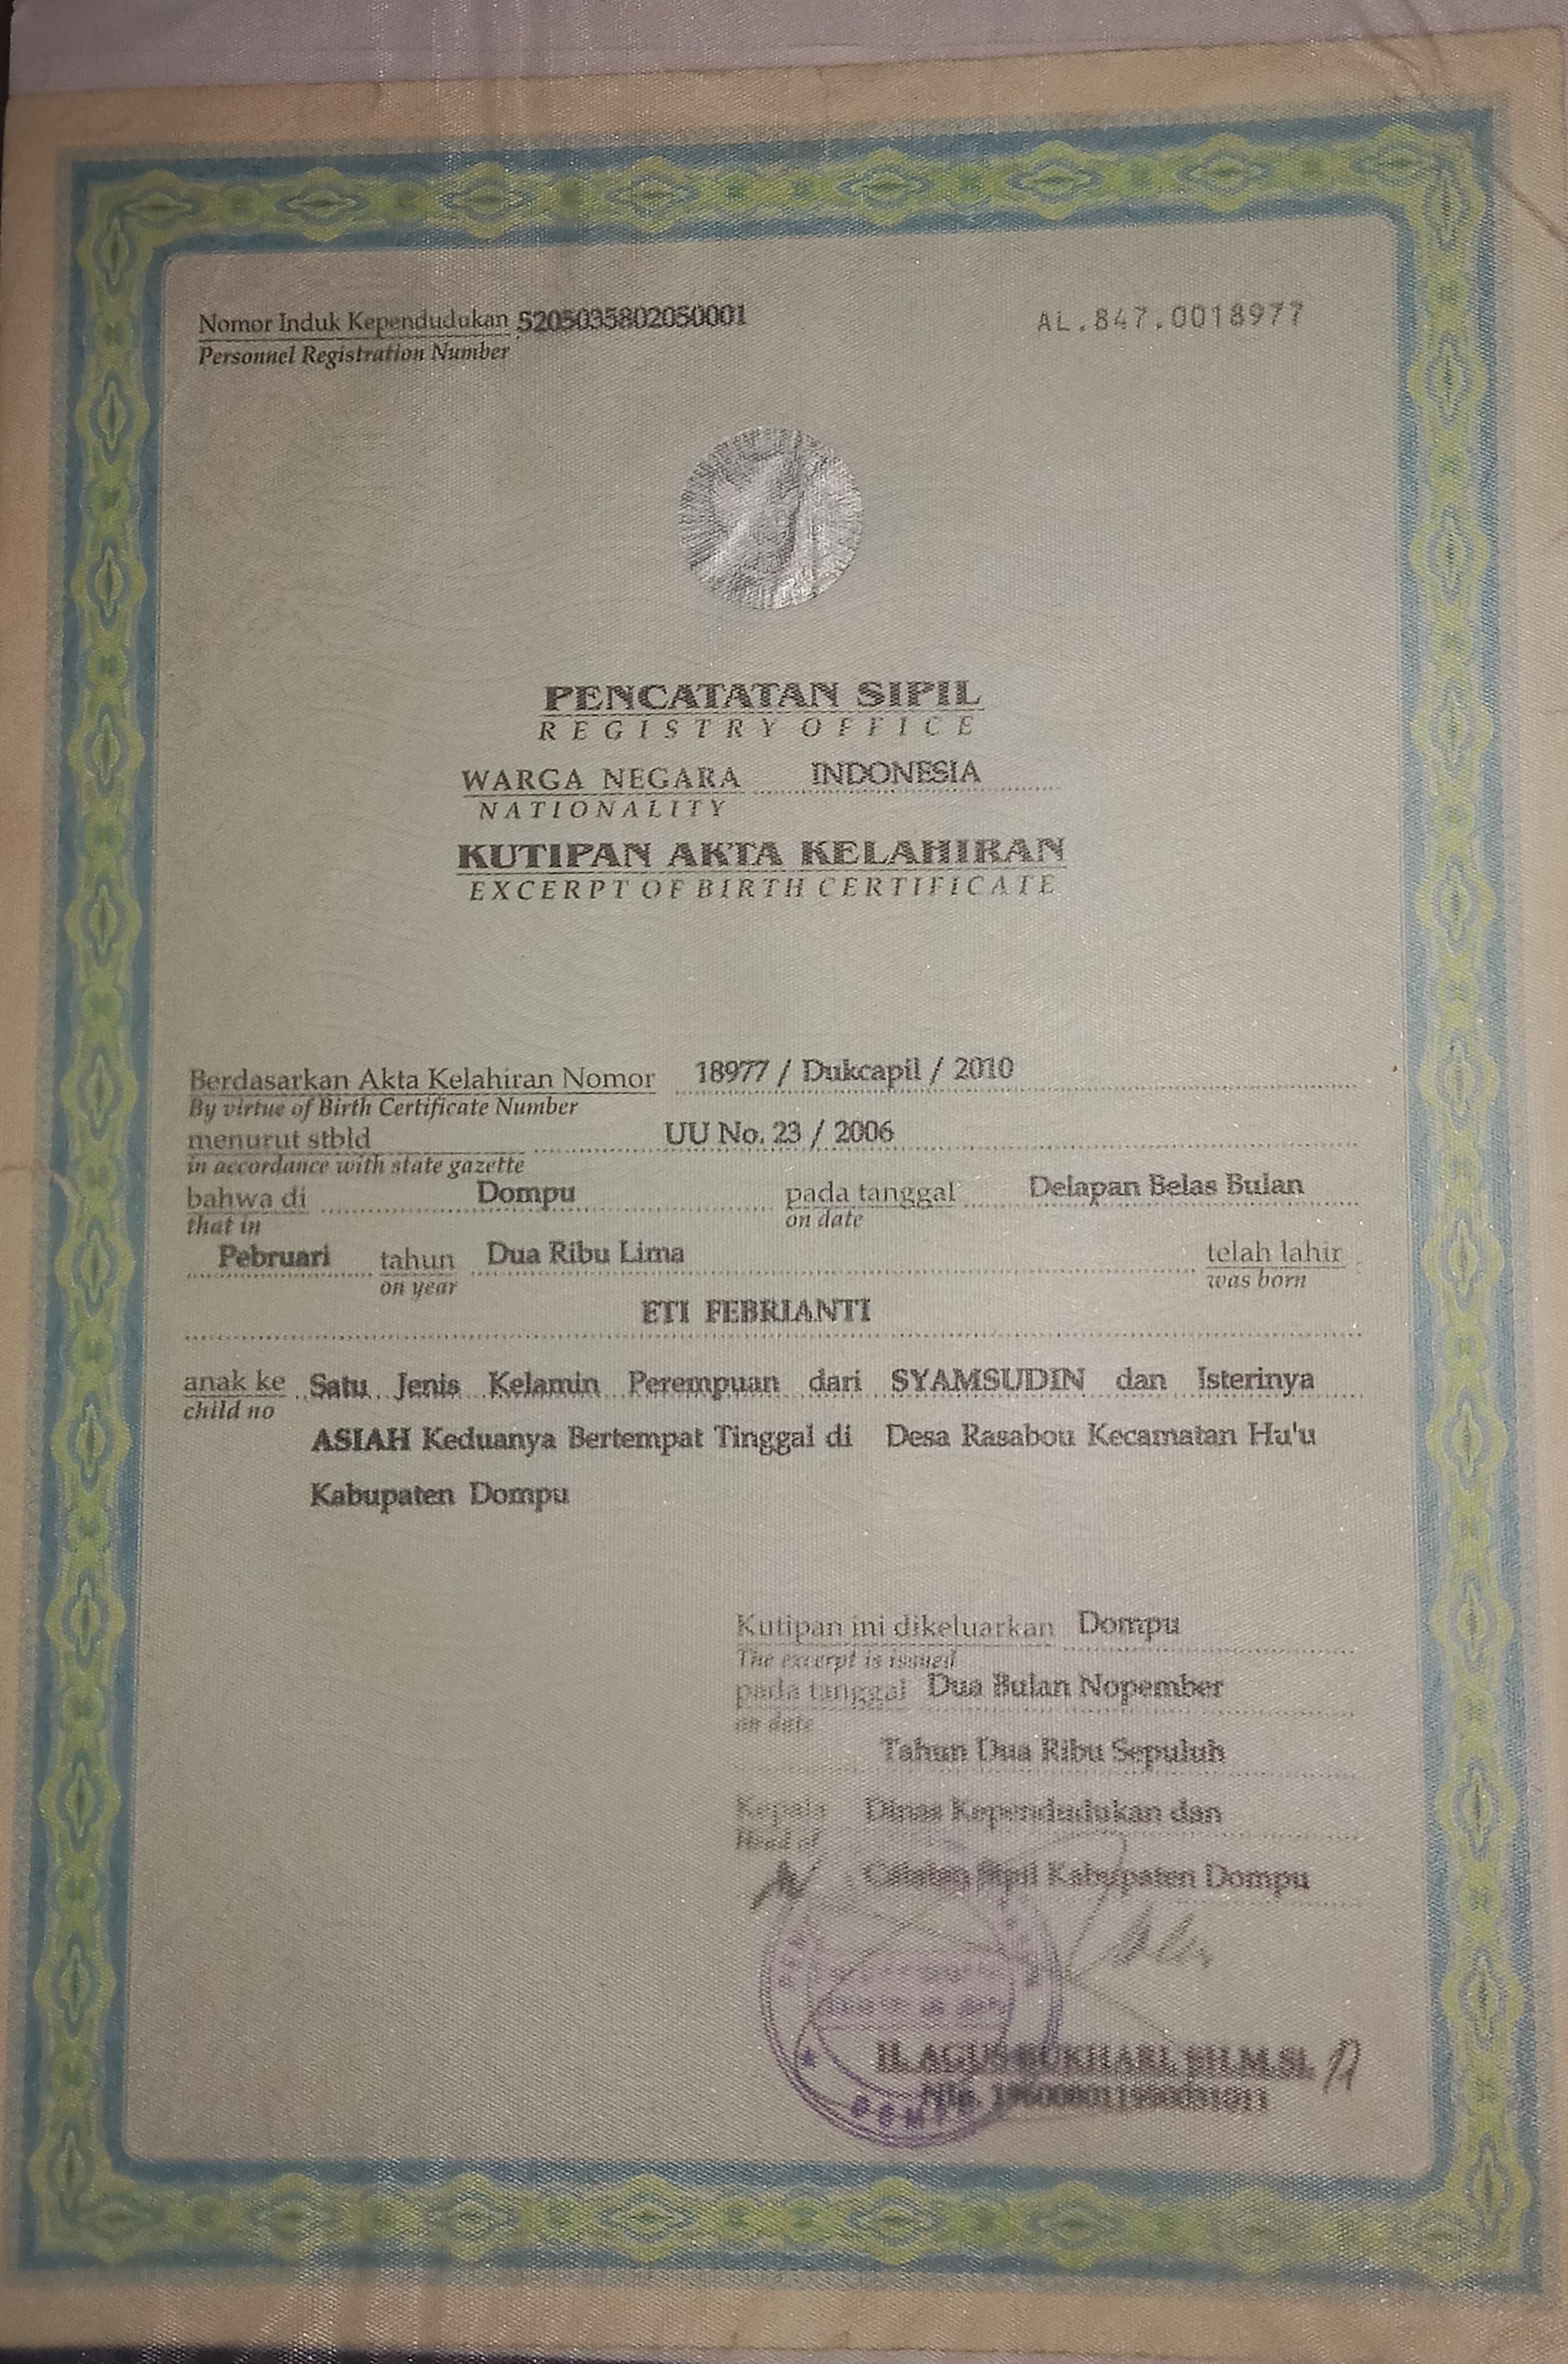 Nomor Induk Kependudukan 5205035802050001
Personnel Registration Number
AL.847.0018977
PENCATATAN SIPIL
REGISTRY OFFICE
WARGA NEGARA INDONESIA
NATIONALITY
KUTIPAN AKTA KELAHIRAN
EXCERPT OF BIRTH CERTIFICATE
Berdasarkan Akta Kelahiran Nomor 18977 / Dukcapil / 2010
By virtue of Birth Certificate Number
menurut stbld UU No. 23 / 2006
in accordance with state gazette
bahwa di Dompu pada tanggal Delapan Belas Bulan
that in on date
Pebruari tahun Dua Ribu Lima telah lahir
on year was born
ETI FEBRIANTI
anak ke Satu Jenis Kelamin Perempuan dari SYAMSUDIN dan Isterinya
child no
ASIAH Keduanya Bertempat Tinggal di Desa Rasabou Kecamatan Hu'u
Kabupaten Dompu
Kutipan ini dikeluarkan Dompu
The excerpt is issued
pada tanggal Dua Bulan Nopember
on date
Tahun Dua Ribu Sepuluh
Kepala Dinas Kependudukan dan
Head of
Catatan Sipil Kabupaten Dompu
H. AGUS BUKHARI, SH.M.Si.
NIP.
DOMPU